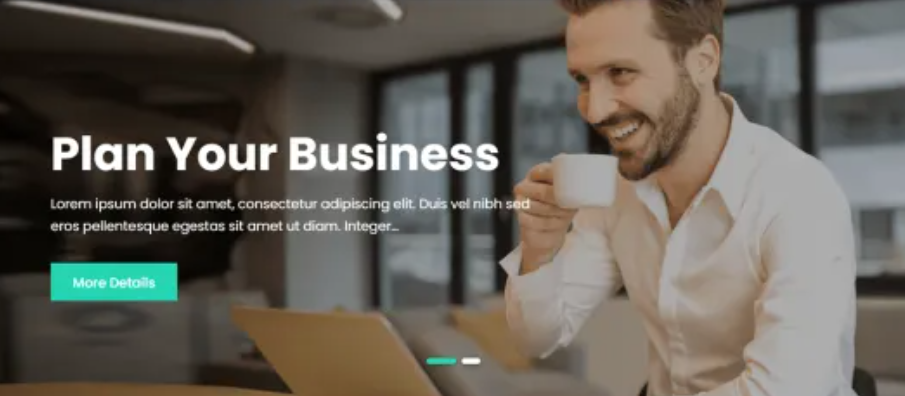 Plan Your Business
Lorem ipsum dolor sit amet, consectetur adipiscing elit. Duis vel nibh sed
eros pellentesque egestas sit amet ut diam. Integer...
More Details